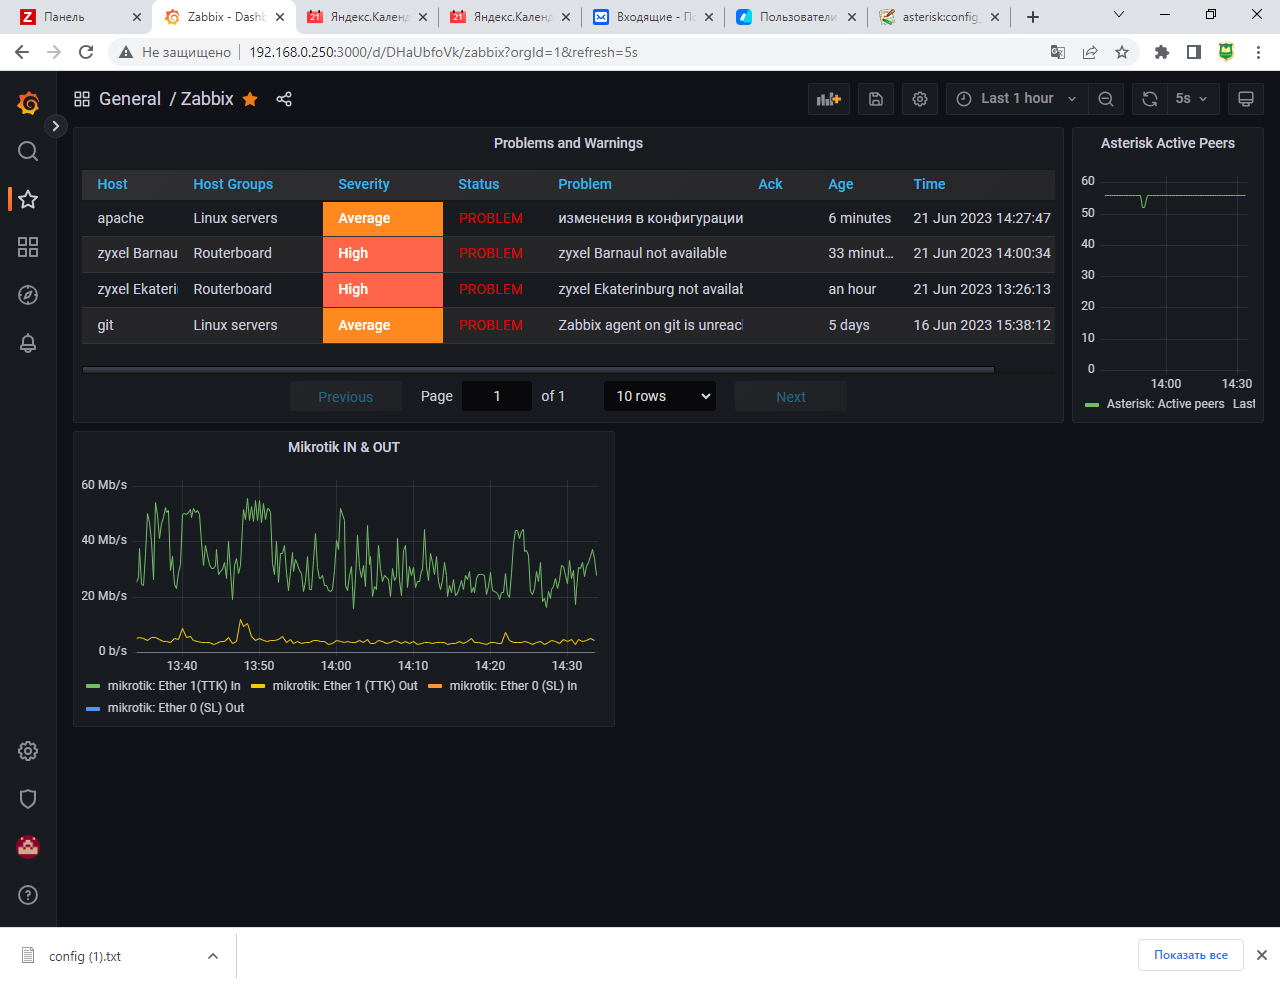 Панель
Zabbix - Dashb
Яндекс.Календ
Яндекс.Календ
Входящие - По
Пользователи
asterisk:config_
Не защищено
192.168.0.250:3000/d/DHaUbfoVk/zabbix?orgId=1&refresh=5s
General / Zabbix
Last 1 hour
5s
Problems and Warnings
Host Host Groups Severity Status Problem Ack Age Time
apache Linux servers Average PROBLEM изменения в конфигурации 6 minutes 21 Jun 2023 14:27:47
zyxel Barnau Routerboard High PROBLEM zyxel Barnaul not available 33 minut... 21 Jun 2023 14:00:34
zyxel Ekateri Routerboard High PROBLEM zyxel Ekaterinburg not availab an hour 21 Jun 2023 13:26:13
git Linux servers Average PROBLEM Zabbix agent on git is unreac 5 days 16 Jun 2023 15:38:12
Previous Page 1 of 1 10 rows Next
Asterisk Active Peers
60
50
40
30
20
10
0
14:00 14:30
Asterisk: Active peers Last
Mikrotik IN & OUT
60 Mb/s
40 Mb/s
20 Mb/s
0 b/s
13:40 13:50 14:00 14:10 14:20 14:30
mikrotik: Ether 1(TTK) In mikrotik: Ether 1 (TTK) Out mikrotik: Ether 0 (SL) In
mikrotik: Ether 0 (SL) Out
config (1).txt
Показать все